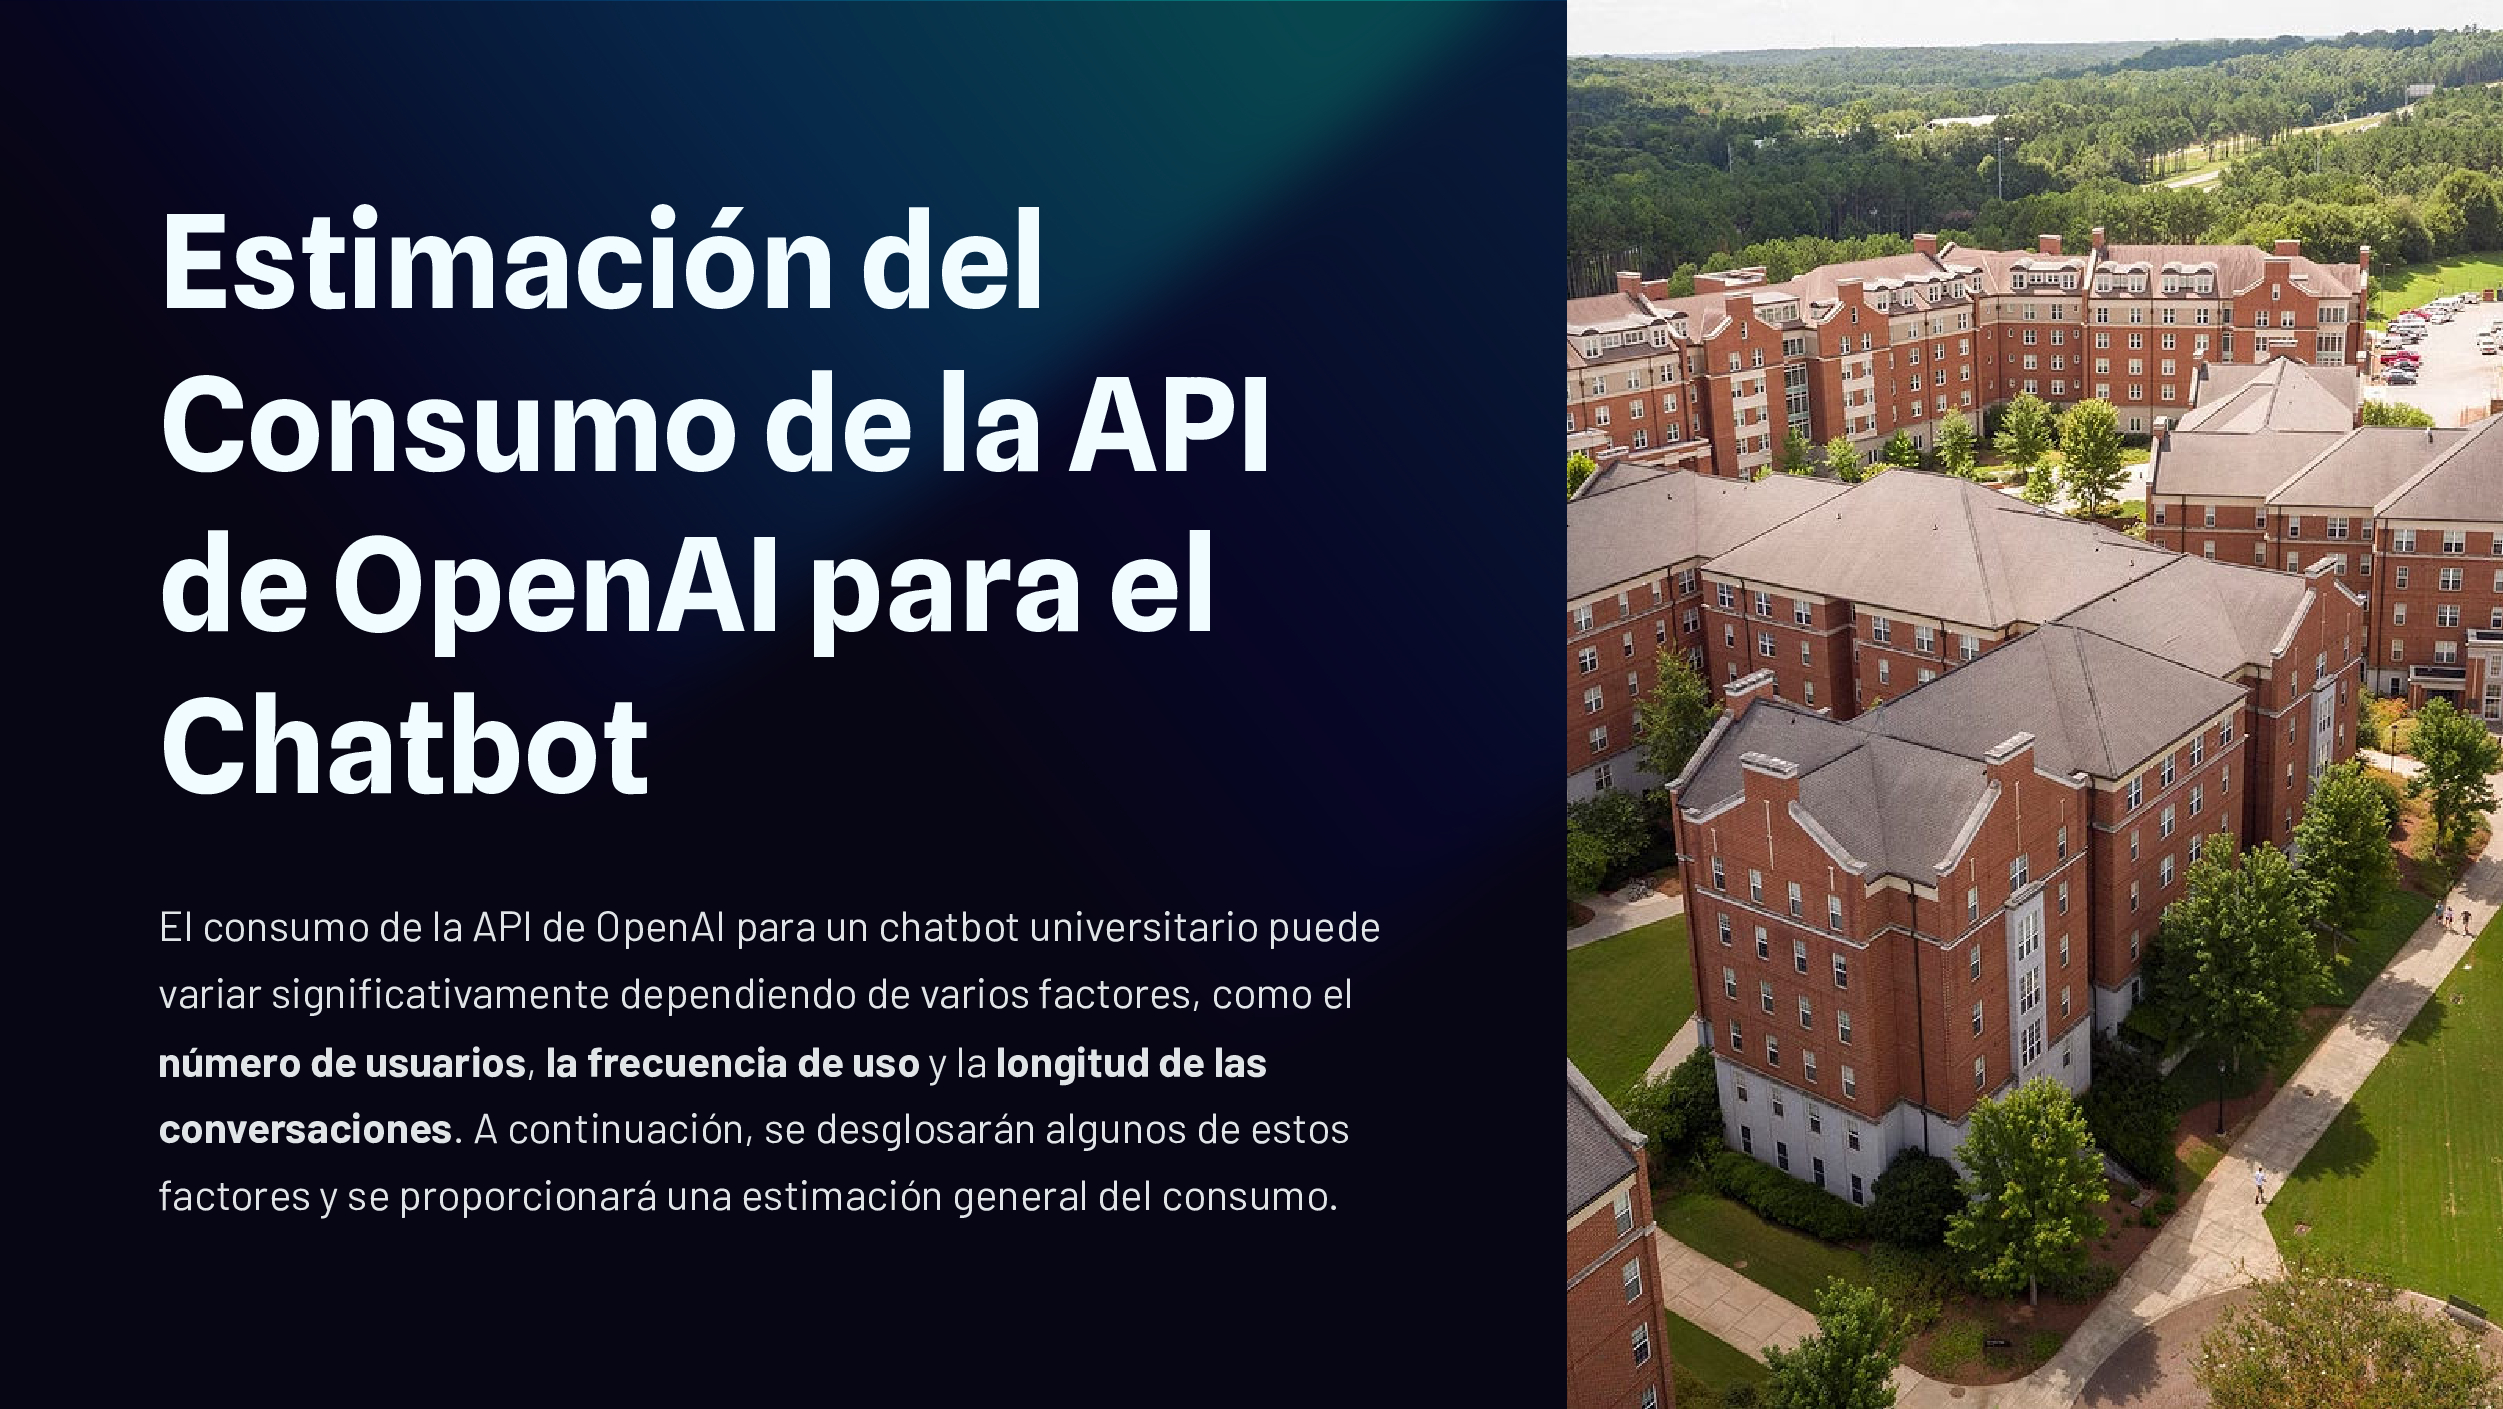 Estimación del
Consumo de la API
de OpenAI para el
Chatbot
El consumo de la API de OpenAI para un chatbot universitario puede
variar significativamente dependiendo de varios factores, como el
número de usuarios, la frecuencia de uso y la longitud de las
conversaciones. A continuación, se desglosarán algunos de estos
factores y se proporcionará una estimación general del consumo.